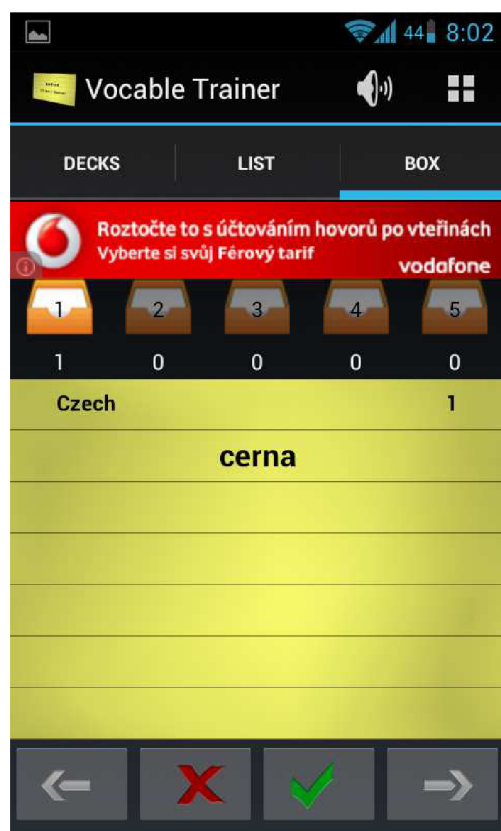 44 8:02
Vocable Trainer
DECKS LIST BOX
Roztočte to s účtováním hovorů po vteřinách
Vyberte si svůj Férový tarif
vodafone
1 2 3 4 5
1 0 0 0 0
Czech 1
cerna